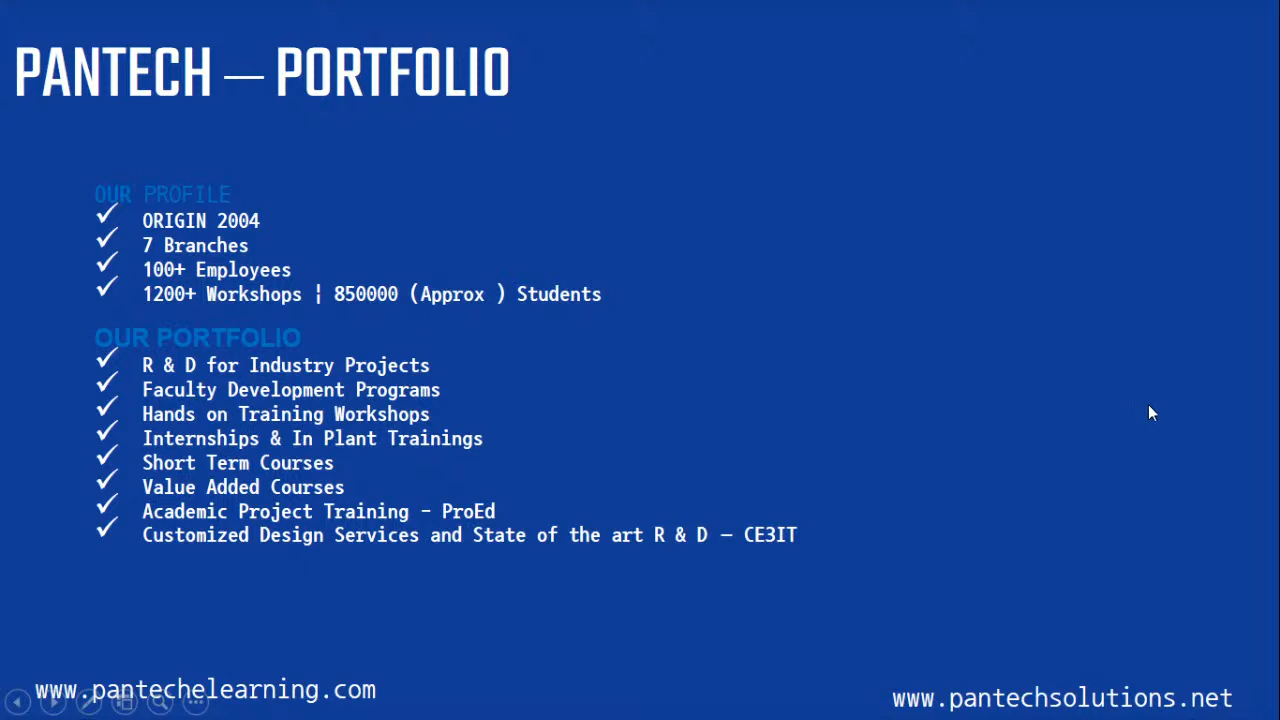 PANTECH — PORTFOLIO
OUR PROFILE
✓ ORIGIN 2004
✓ 7 Branches
✓ 100+ Employees
✓ 1200+ Workshops ¦ 850000 (Approx ) Students
OUR PORTFOLIO
✓ R & D for Industry Projects
✓ Faculty Development Programs
✓ Hands on Training Workshops
✓ Internships & In Plant Trainings
✓ Short Term Courses
✓ Value Added Courses
✓ Academic Project Training - ProEd
✓ Customized Design Services and State of the art R & D – CE3IT
www.pantechelearning.com
www.pantechsolutions.net